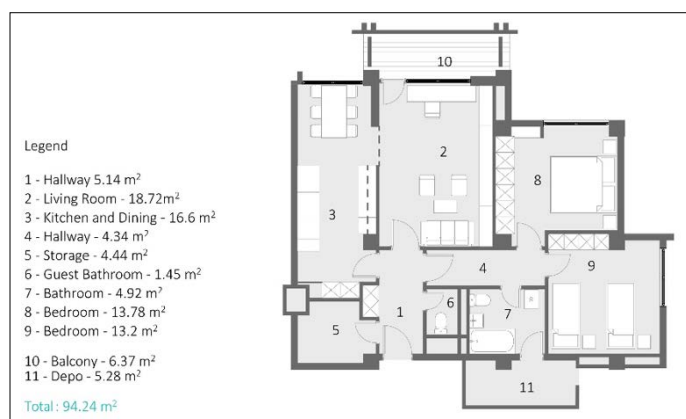 Legend
1 - Hallway 5.14 m²
2 - Living Room - 18.72m²
3 - Kitchen and Dining - 16.6 m²
4 - Hallway - 4.34 m²
5 - Storage - 4.44 m²
6 - Guest Bathroom - 1.45 m²
7 - Bathroom - 4.92 m²
8 - Bedroom - 13.78 m²
9 - Bedroom - 13.2 m²
10 - Balcony - 6.37 m²
11 - Depo - 5.28 m²
Total : 94.24 m²
10
2
8
3
4
9
1
6
7
5
11